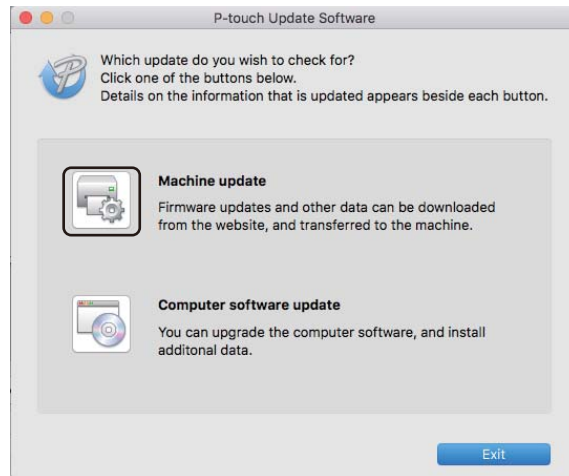 P-touch Update Software
Which update do you wish to check for?
Click one of the buttons below.
Details on the information that is updated appears beside each button.
Machine update
Firmware updates and other data can be downloaded
from the website, and transferred to the machine.
Computer software update
You can upgrade the computer software, and install
additonal data.
Exit